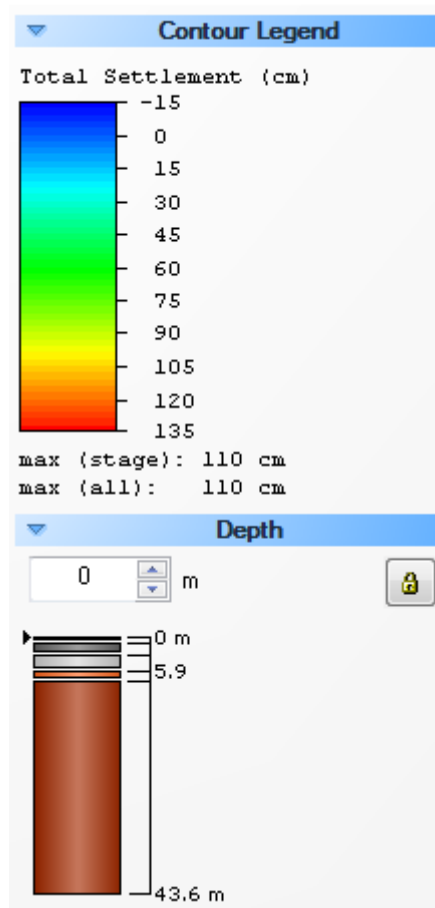 Contour Legend
Total Settlement (cm)
-15
0
15
30
45
60
75
90
105
120
135
max (stage): 110 cm
max (all): 110 cm
Depth
0 m
0 m
5.9
43.6 m